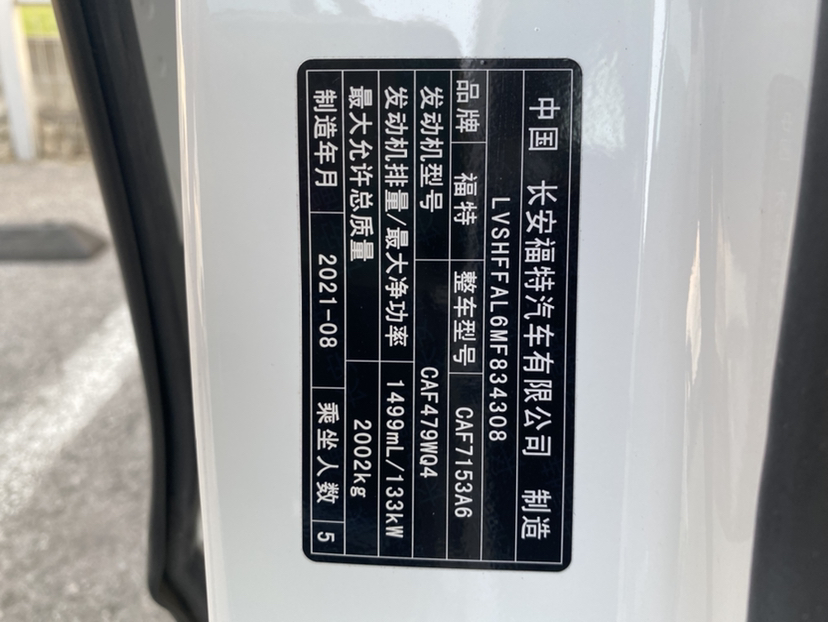 中国 长安福特汽车有限公司 制造
LVSHFFAL6MF834308
品牌 福特 整车型号 CAF7153A6
发动机型号 CAF479WQ4
发动机排量/最大净功率 1499mL/133kW
最大允许总质量 2002kg
制造年月 2021-08 乘坐人数 5